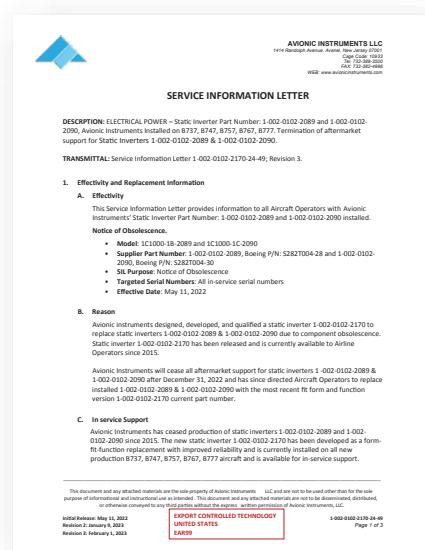 AVIONIC INSTRUMENTS LLC
1414 Randolph Avenue, Avenel, New Jersey 07001
Cage Code: 10933
Tel: 732-388-3500
FAX: 732-382-4996
WEB: www.avionicinstruments.com
SERVICE INFORMATION LETTER
DESCRPTION: ELECTRICAL POWER – Static Inverter Part Number: 1-002-0102-2089 and 1-002-0102-
2090, Avionic Instruments Installed on B737, B747, B757, B767, B777. Termination of aftermarket
support for Static Inverters 1-002-0102-2089 & 1-002-0102-2090.
TRANSMITTAL: Service Information Letter 1-002-0102-2170-24-49; Revision 3.
1. Effectivity and Replacement Information
A. Effectivity
This Service Information Letter provides information to all Aircraft Operators with Avionic
Instruments' Static Inverter Part Number: 1-002-0102-2089 and 1-002-0102-2090 installed.
Notice of Obsolescence.
• Model: 1C1000-1B-2089 and 1C1000-1C-2090
• Supplier Part Number: 1-002-0102-2089, Boeing P/N: S282T004-28 and 1-002-0102-
2090, Boeing P/N: S282T004-30
• SIL Purpose: Notice of Obsolescence
• Targeted Serial Numbers: All in-service serial numbers
• Effective Date: May 11, 2022
B. Reason
Avionic Instruments designed, developed, and qualified a static inverter 1-002-0102-2170 to
replace static inverters 1-002-0102-2089 & 1-002-0102-2090 due to component obsolescence.
Static inverter 1-002-0102-2170 has been released and is currently available to Airline
Operators since 2015.
Avionic Instruments will cease all aftermarket support for static inverters 1 -002-0102-2089 &
1-002-0102-2090 after December 31, 2022 and has since directed Aircraft Operators to replace
installed 1-002-0102-2089 & 1-002-0102-2090 with the most recent fit form and function
version 1-002-0102-2170 current part number.
C. In service Support
Avionic Instruments has ceased production of static inverters 1-002-0102-2089 and 1-002-
0102-2090 since 2015. The new static inverter 1-002-0102-2170 has been developed as a form-
fit-function replacement with improved reliability and is currently installed on all new
production B737, B747, B757, B767, B777 aircraft and is available for in-service support.
This document and any attached materials are the sole property of Avionic Instruments LLC and are not to be used other than for the sole
purpose of informational and instructional use as intended . This document and any attached materials are not to be disseminated, distributed,
or otherwise conveyed to any third parties without the express written permission of Avionic Instruments LLC.
Initial Release: May 11, 2022
Revision 2: January 9, 2023
Revision 2: February 1, 2023
EXPORT CONTROLLED TECHNOLOGY
UNITED STATES
EAR99
1-002-0102-2170-24-49
Page 1 of 3